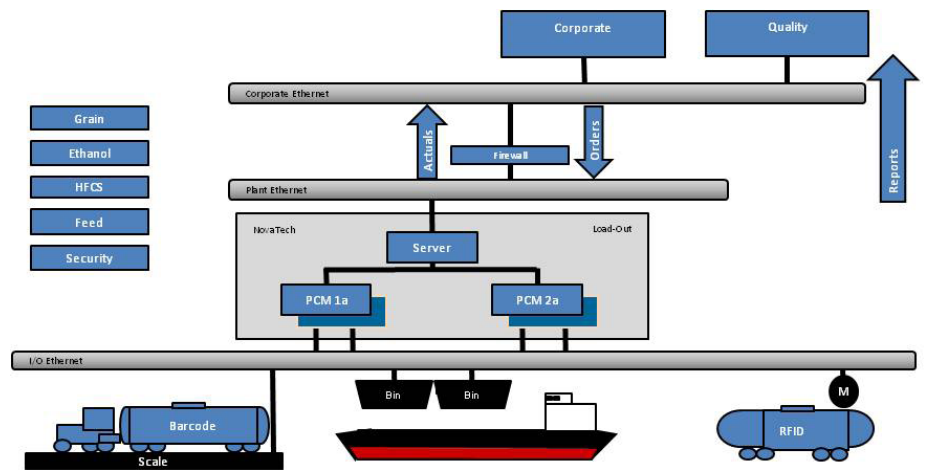 Corporate
Quality
Corporate Ethernet
Grain
Ethanol
HFCS
Feed
Security
Actuals
Firewall
Orders
Reports
Plant Ethernet
NovaTech
Load-Out
Server
PCM 1a
PCM 2a
I/O Ethernet
Bin
Bin
M
Barcode
RFID
Scale